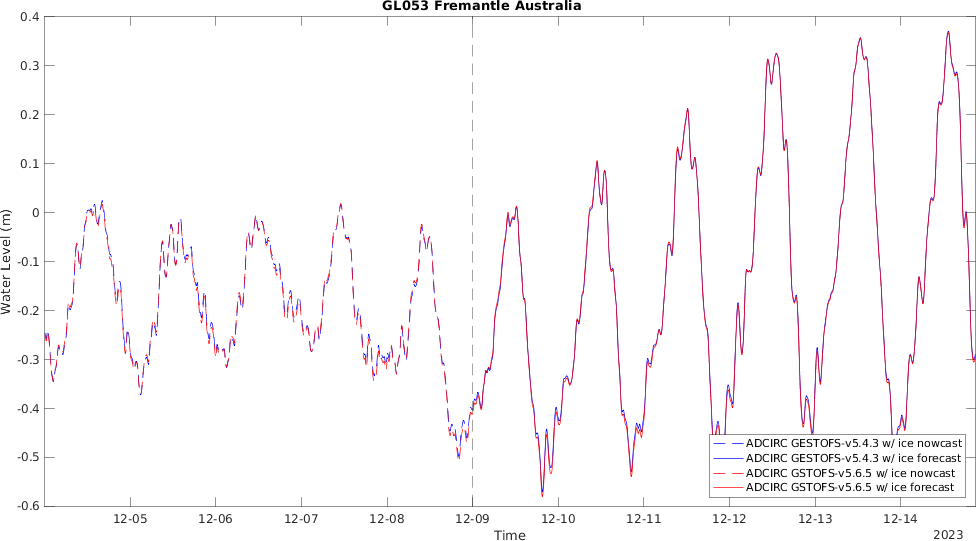 GL053 Fremantle Australia
0.4
0.3
0.2
0.1
0
-0.1
-0.2
-0.3
-0.4
-0.5
-0.6
Water Level (m)
ADCIRC GESTOFS-v5.4.3 w/ ice nowcast
ADCIRC GESTOFS-v5.4.3 w/ ice forecast
ADCIRC GSTOFS-v5.6.5 w/ ice nowcast
ADCIRC GSTOFS-v5.6.5 w/ ice forecast
12-05 12-06 12-07 12-08 12-09 12-10 12-11 12-12 12-13 12-14
Time
2023